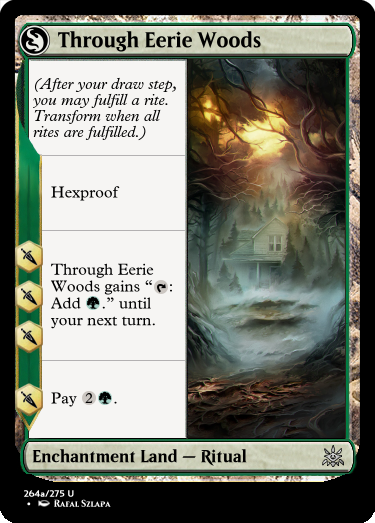 Through Eerie Woods
(After your draw step,
you may fulfill a rite.
Transform when all
rites are fulfilled.)
Hexproof
Through Eerie
Woods gains “: 
Add .” until
your next turn.
Pay 2.
Enchantment Land — Ritual
264a/275 U
• Rafal Szlapa